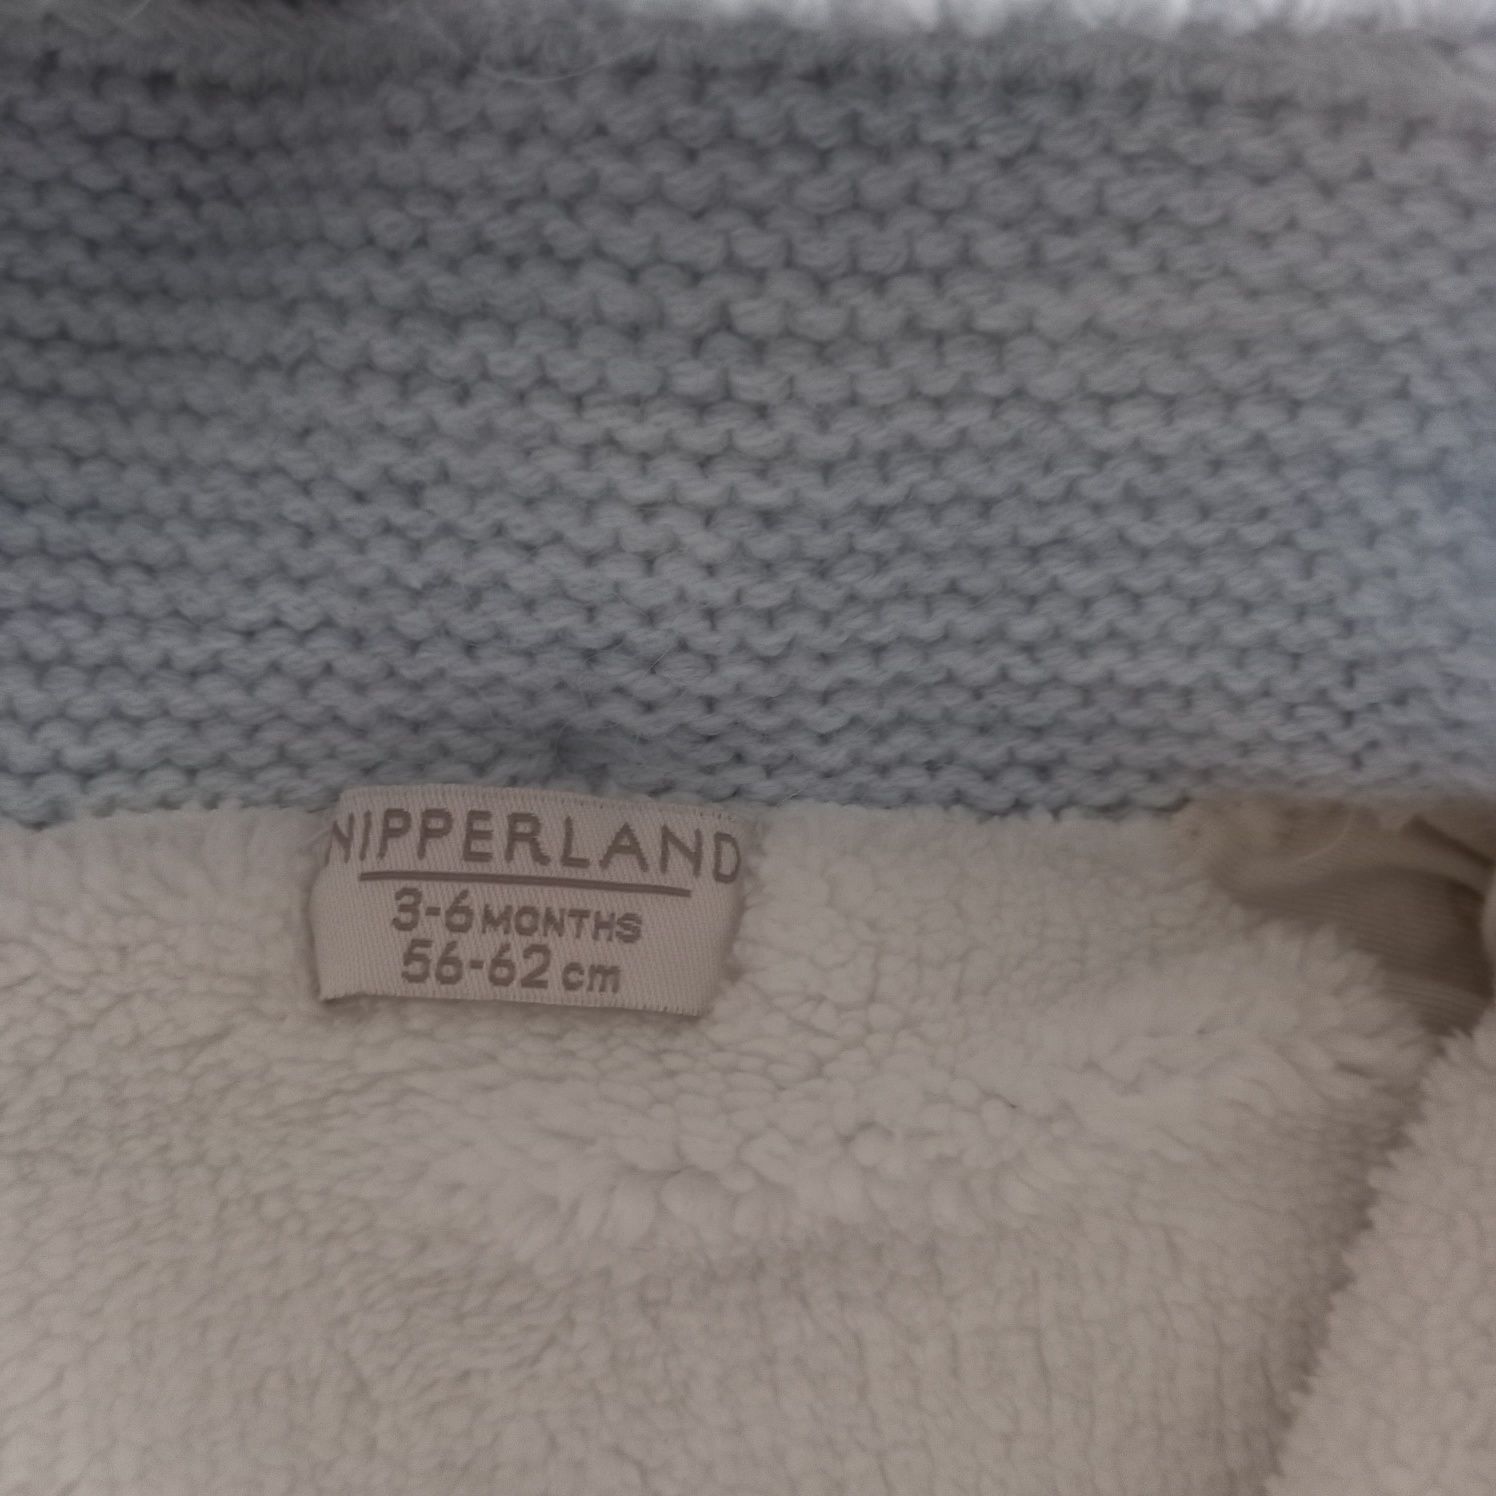 NIPPERLAND
3-6 MONTHS
56-62 cm